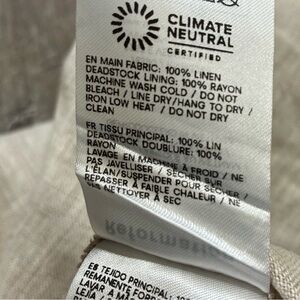 CLIMATE
NEUTRAL
CERTIFIED
EN MAIN FABRIC: 100% LINEN
DEADSTOCK LINING: 100% RAYON
MACHINE WASH COLD / DO NOT
BLEACH / LINE DRY/HANG TO DRY /
IRON LOW HEAT / DO NOT DRY
CLEAN
FR TISSU PRINCIPAL: 100% LIN
DEADSTOCK DOUBLURE: 100%
RAYON
LAVAGE EN MACHINE À FROID / NE
PAS JAVELLISER / SÉCHER SUR
L'ÉLAN/SUSPENDRE POUR SÉCHER /
REPASSER À FAIBLE CHALEUR / NE
NETTOYER À SEC
Reformation
TEJIDO PRINCIPAL: 100%
REMANENTE
LAVAR A